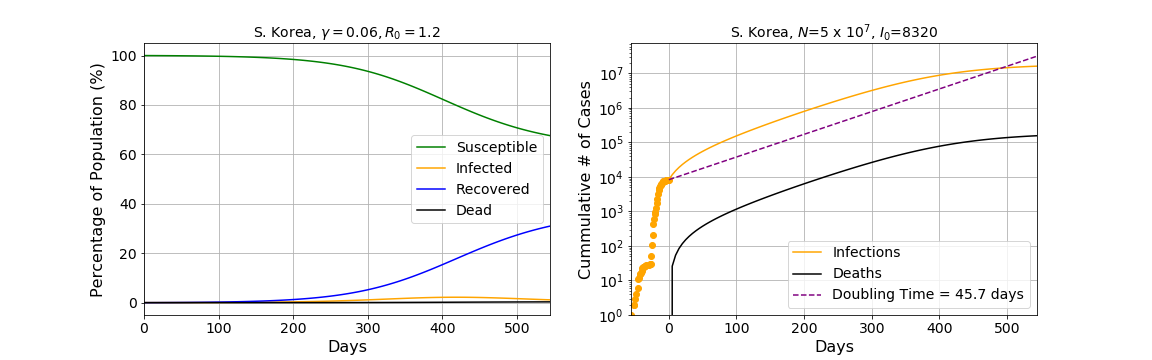 S. Korea, γ = 0.06, R₀ = 1.2
Percentage of Population (%)
100
80
60
40
20
0
Susceptible
Infected
Recovered
Dead
0 100 200 300 400 500
Days
S. Korea, N=5 x 10⁷, I₀=8320
Cummulative # of Cases
10⁷
10⁶
10⁵
10⁴
10³
10²
10¹
10⁰
Infections
Deaths
Doubling Time = 45.7 days
0 100 200 300 400 500
Days